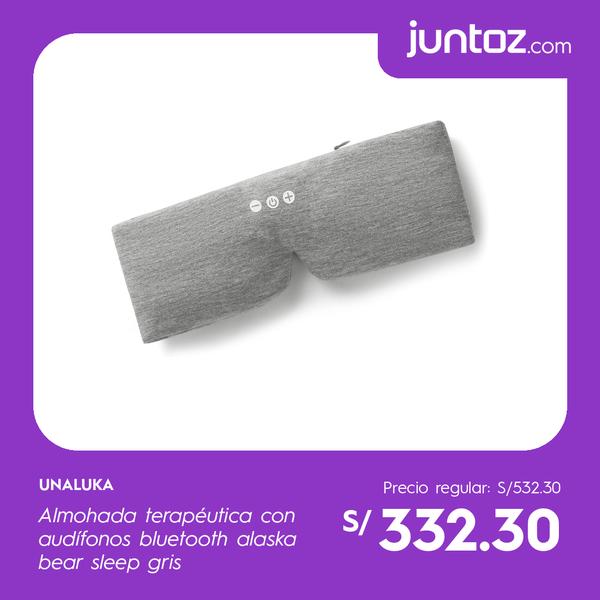 juntoz.com
UNALUKA
Almohada terapéutica con
audífonos bluetooth alaska
bear sleep gris
Precio regular: S/532.30
S/332.30